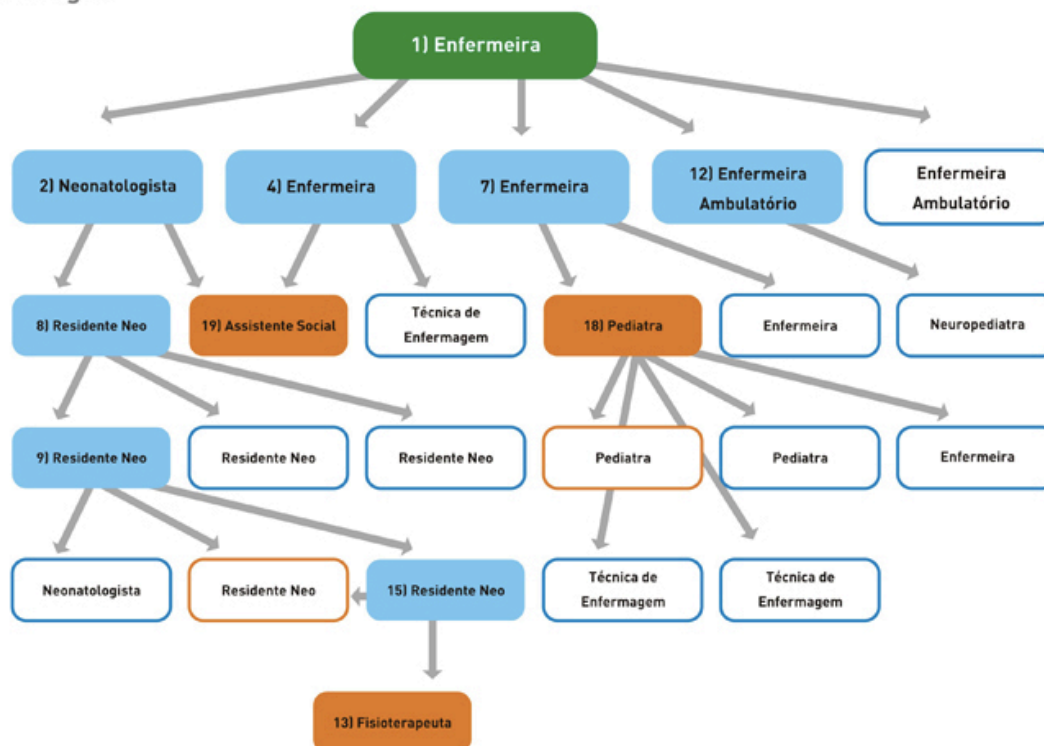 1) Enfermeira
2) Neonatologista
4) Enfermeira
7) Enfermeira
12) Enfermeira
Ambulatório
Enfermeira
Ambulatório
8) Residente Neo
19) Assistente Social
Técnica de
Enfermagem
18) Pediatra
Enfermeira
Neuropediatra
9) Residente Neo
Residente Neo
Residente Neo
Pediatra
Pediatra
Enfermeira
Neonatologista
Residente Neo
15) Residente Neo
Técnica de
Enfermagem
Técnica de
Enfermagem
13) Fisioterapeuta